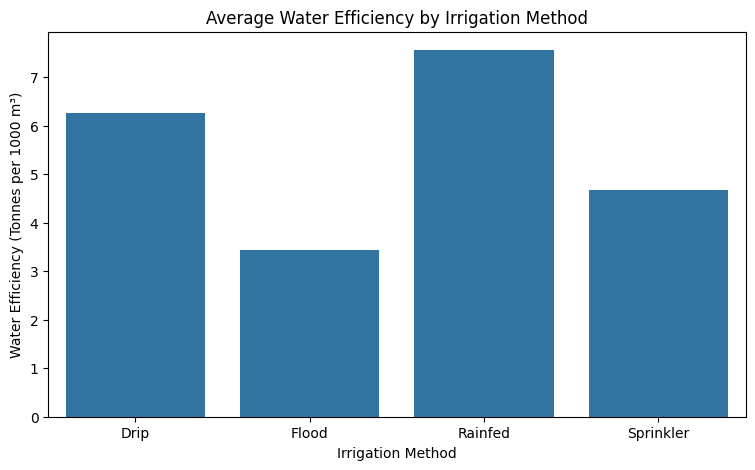 Average Water Efficiency by Irrigation Method
Water Efficiency (Tonnes per 1000 m³)
7
6
5
4
3
2
1
0
Drip Flood Rainfed Sprinkler
Irrigation Method